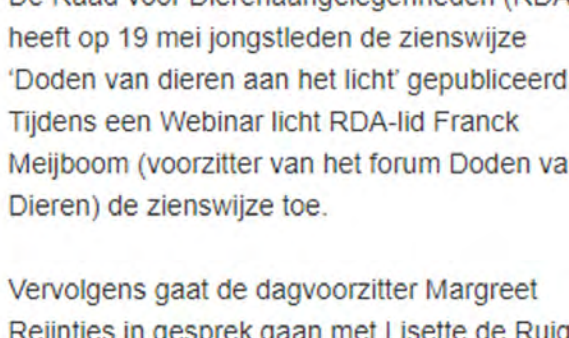 De Raad voor Dierenaangelegenheden (RDA
heeft op 19 mei jongstleden de zienswijze
‘Doden van dieren aan het licht’ gepubliceerd
Tijdens een Webinar licht RDA-lid Franck
Meijboom (voorzitter van het forum Doden va
Dieren) de zienswijze toe.
Vervolgens gaat de dagvoorzitter Margreet
Reijntjes in gesprek gaan met Lisette de Ruig